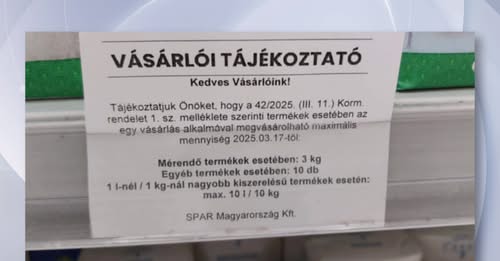 VÁSÁRLÓI TÁJÉKOZTATÓ
Kedves Vásárlóink!
Tájékoztatjuk Önöket, hogy a 42/2025. (III. 11.) Korm.
rendelet 1. sz. melléklete szerinti termékek esetében az
egy vásárlás alkalmával megvásárolható maximális
mennyiség 2025.03.17-től:
Mérendő termékek esetében: 3 kg
Egyéb termékek esetében: 10 db
1 l-nél / 1 kg-nál nagyobb kiszerelésű termékek esetén:
max. 10 l / 10 kg
SPAR Magyarország Kft.